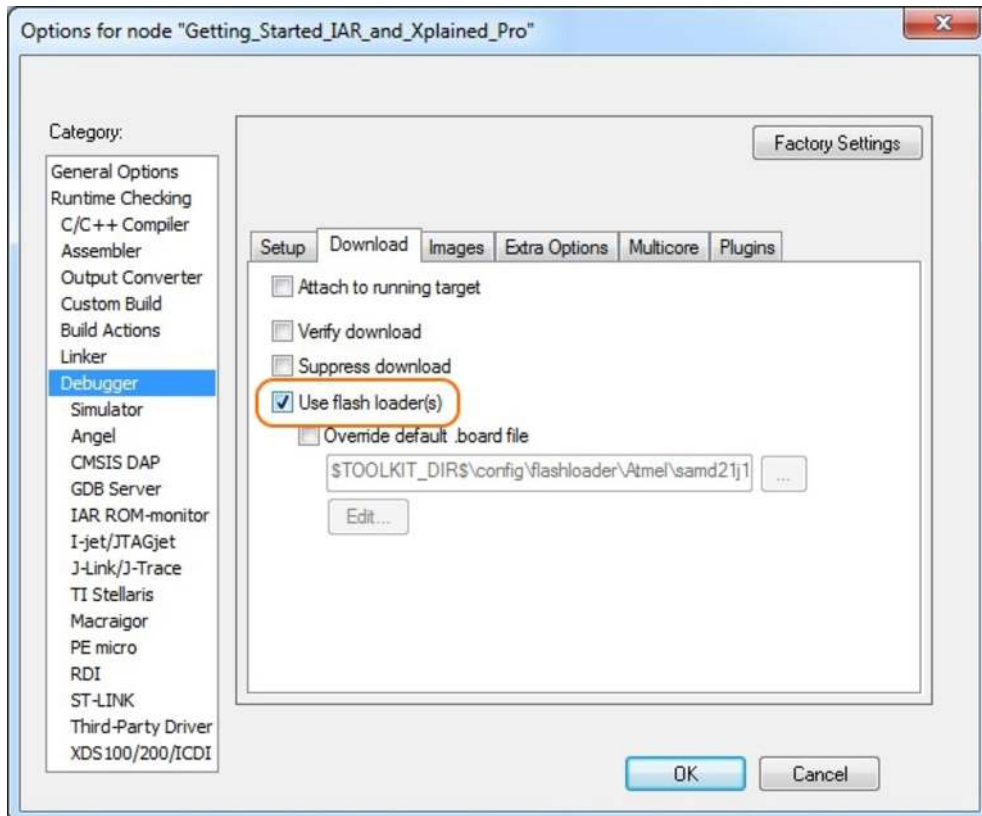 Options for node "Getting_Started_IAR_and_Xplained_Pro"
Category:
Factory Settings
General Options
Runtime Checking
C/C++ Compiler
Assembler
Output Converter
Custom Build
Build Actions
Linker
Debugger
Simulator
Angel
CMSIS DAP
GDB Server
IAR ROM-monitor
I-jet/JTAGjet
J-Link/J-Trace
TI Stellaris
Macraigor
PE micro
RDI
ST-LINK
Third-Party Driver
XDS100/200/ICDI
Setup Download Images Extra Options Multicore Plugins
Attach to running target
Verify download
Suppress download
Use flash loader(s)
Override default .board file
$TOOLKIT_DIR$\config\flashloader\Atmel\samd21j1
...
Edit...
OK Cancel